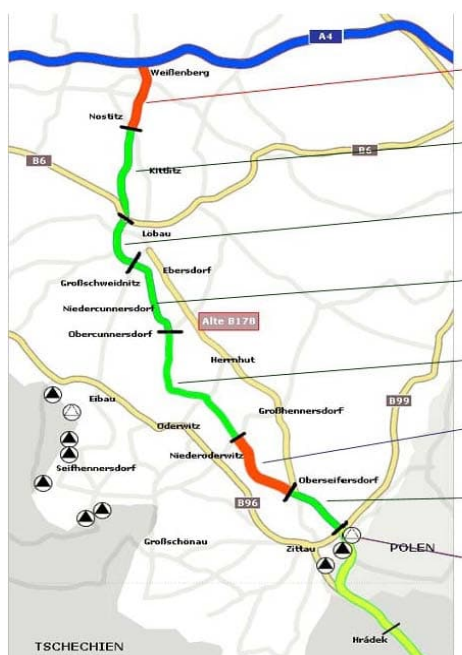 A4
Weißenberg
Nostitz
B6
Kittlitz
B6
Löbau
Ebersdorf
Großschweidnitz
Niedercunnersdorf
Alte B178
Obercunnersdorf
Herrnhut
Eibau
B99
Großhennersdorf
Oderwitz
Niederoderwitz
Seifhennersdorf
Oberseifersdorf
B96
Großschönau
Zittau
POLEN
Hrádek
TSCHECHIEN